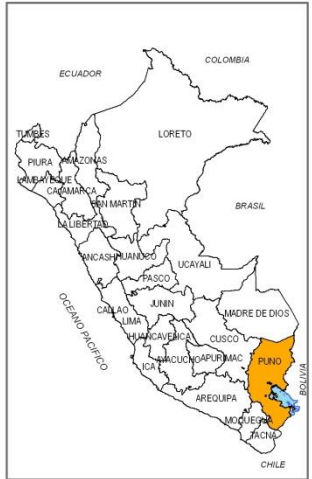 COLOMBIA
ECUADOR
TUMBES
LORETO
PIURA
AMAZONAS
LAMBAYEQUE
CAJAMARCA
SAN MARTIN
BRASIL
LA LIBERTAD
ANCASH
HUANUCO
UCAYALI
PASCO
OCEANO PACIFICO
CALLAO
JUNIN
LIMA
MADRE DE DIOS
HUANCAVELICA
CUSCO
ICA
AYACUCHO
APURIMAC
PUNO
BOLIVIA
AREQUIPA
MOQUEGUA
TACNA
CHILE